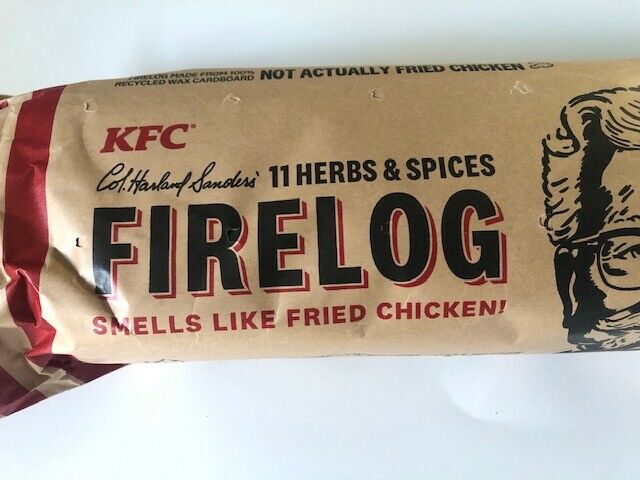 FIRELOG MADE FROM 100%
RECYCLED WAX CARDBOARD
NOT ACTUALLY FRIED CHICKEN
KFC
Col. Harland Sanders' 11 HERBS & SPICES
FIRELOG
SMELLS LIKE FRIED CHICKEN!